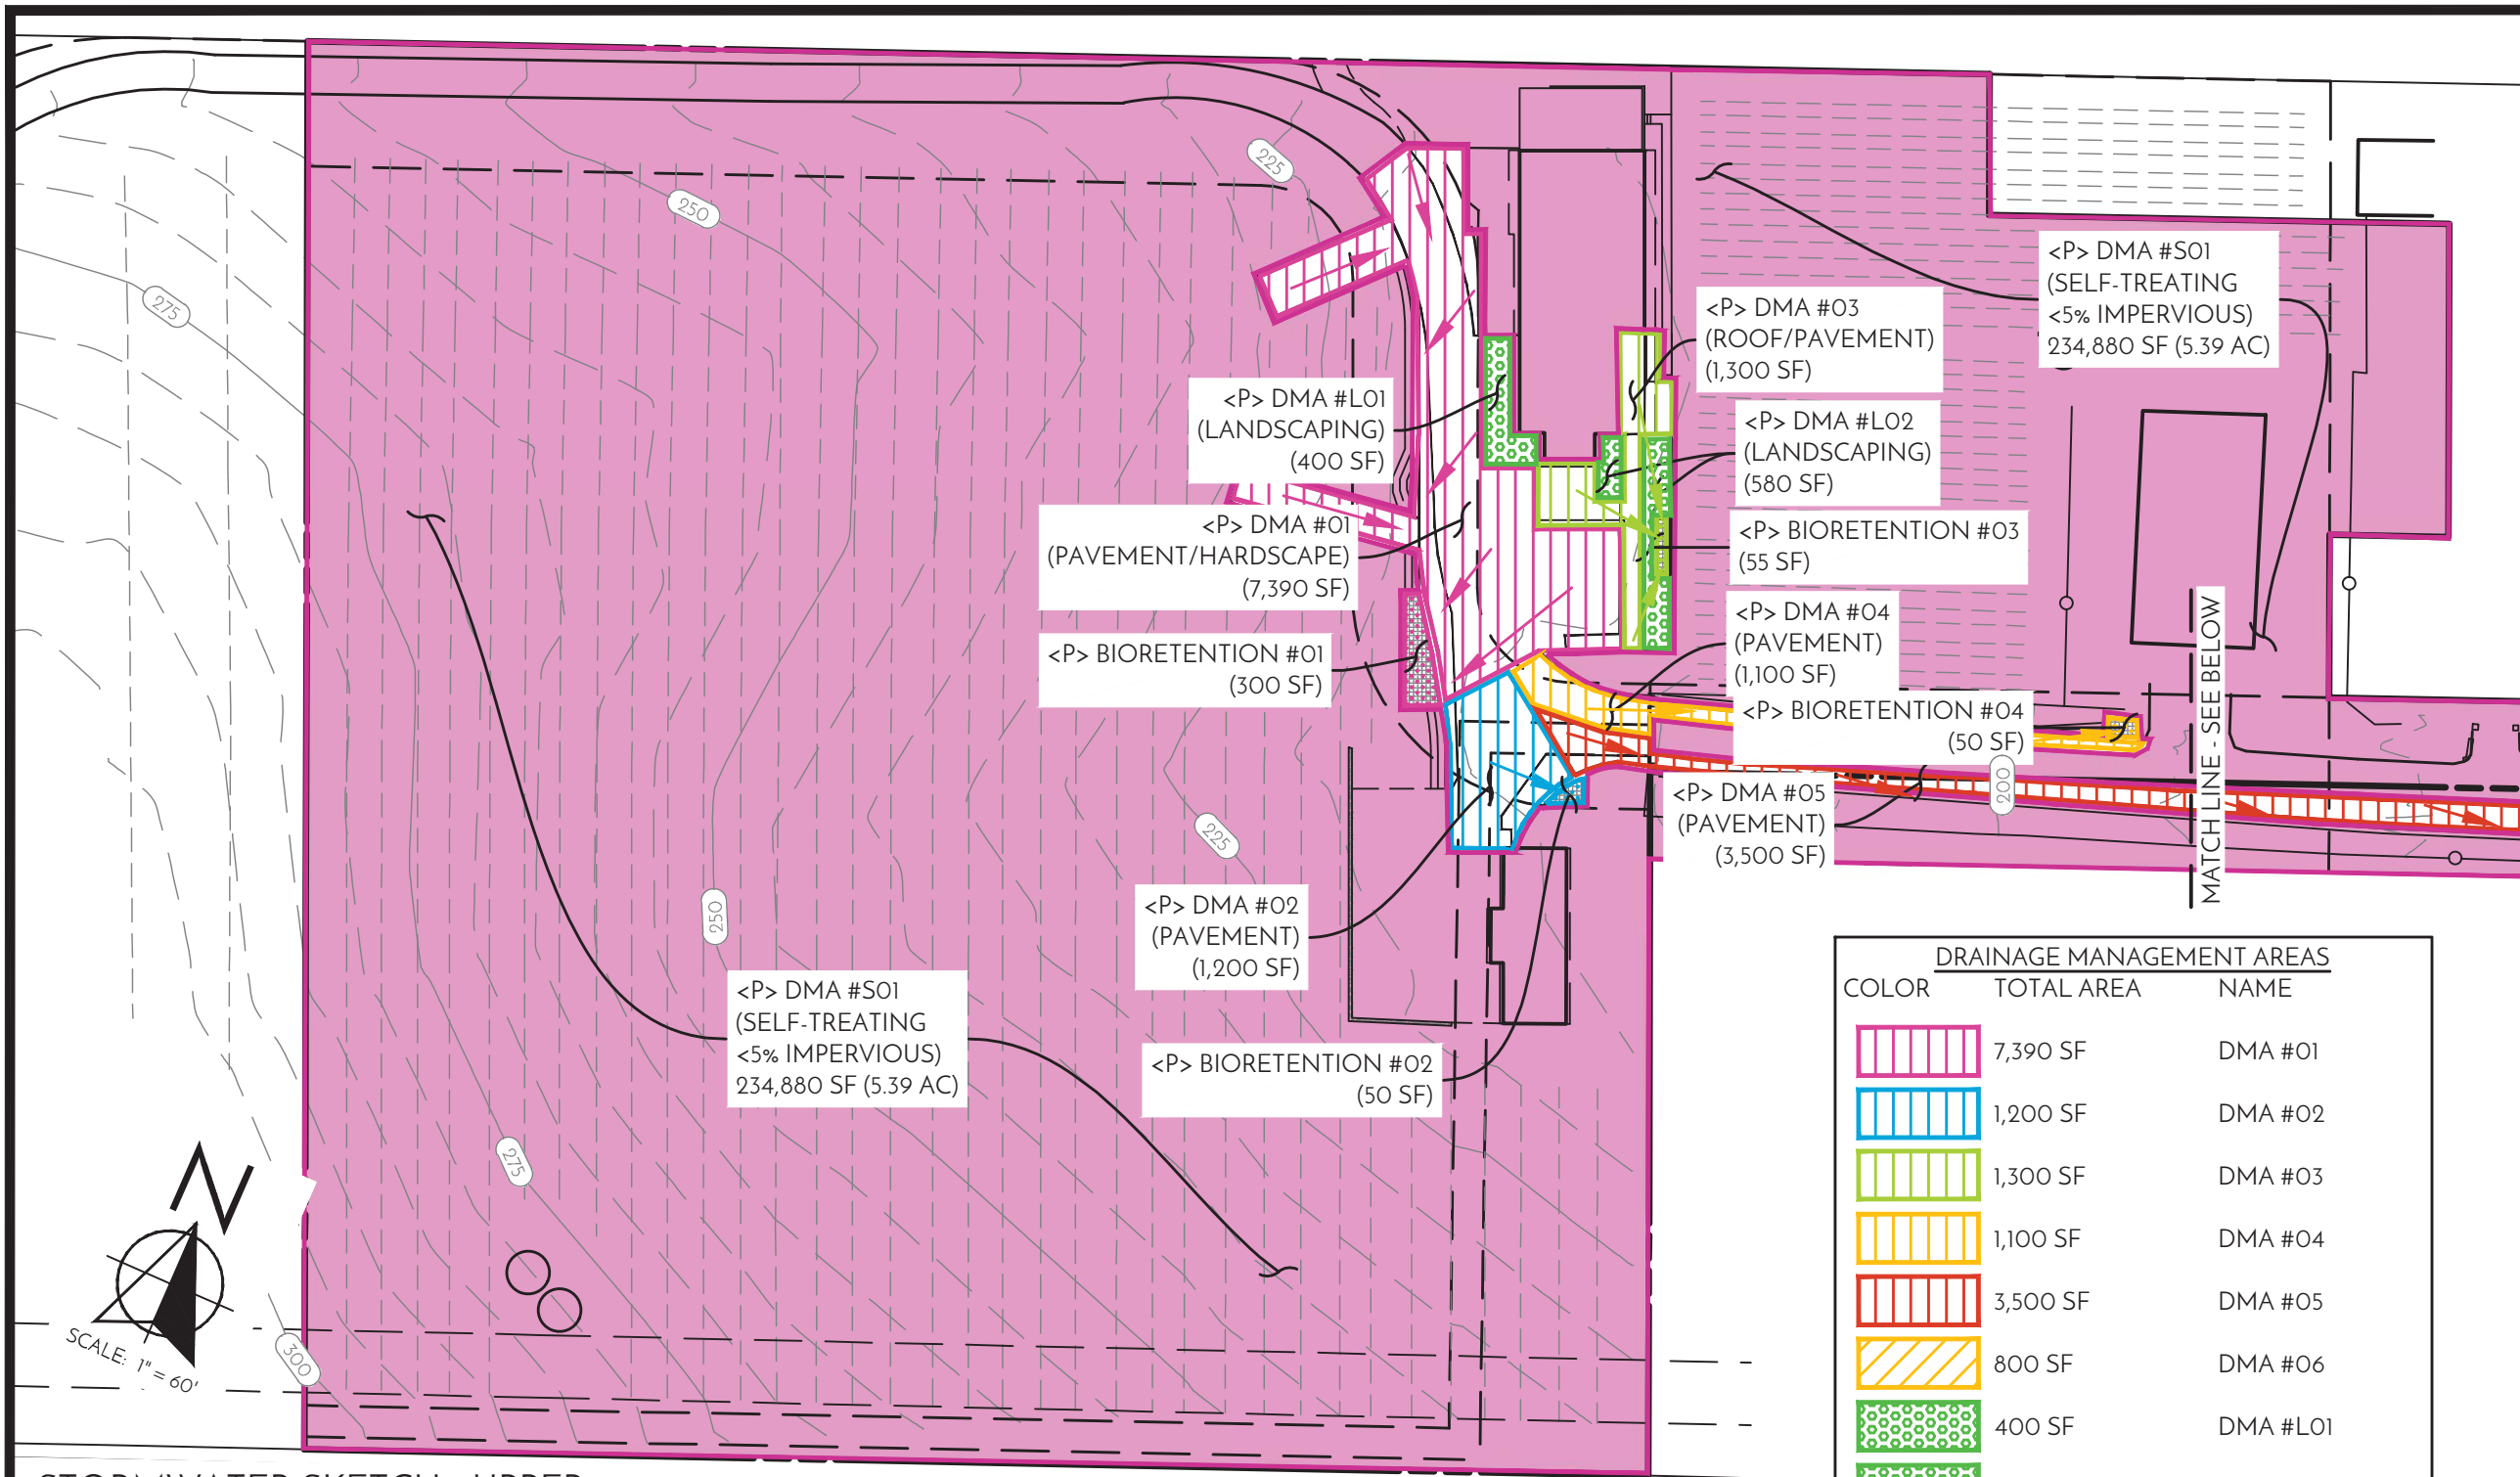 225
250
275
<P> DMA #S01
(SELF-TREATING
<5% IMPERVIOUS)
234,880 SF (5.39 AC)
<P> DMA #03
(ROOF/PAVEMENT)
(1,300 SF)
<P> DMA #L01
(LANDSCAPING)
(400 SF)
<P> DMA #L02
(LANDSCAPING)
(580 SF)
<P> DMA #01
(PAVEMENT/HARDSCAPE)
(7,390 SF)
<P> BIORETENTION #03
(55 SF)
<P> BIORETENTION #01
(300 SF)
<P> DMA #04
(PAVEMENT)
(1,100 SF)
<P> BIORETENTION #04
(50 SF)
MATCH LINE - SEE BELOW
200
<P> DMA #05
(PAVEMENT)
(3,500 SF)
225
250
<P> DMA #02
(PAVEMENT)
(1,200 SF)
<P> DMA #S01
(SELF-TREATING
<5% IMPERVIOUS)
234,880 SF (5.39 AC)
<P> BIORETENTION #02
(50 SF)
275
N
SCALE: 1" = 60'
300
DRAINAGE MANAGEMENT AREAS
COLOR TOTAL AREA NAME
7,390 SF DMA #01
1,200 SF DMA #02
1,300 SF DMA #03
1,100 SF DMA #04
3,500 SF DMA #05
800 SF DMA #06
400 SF DMA #L01
STORMWATER SKETCH - UPPER